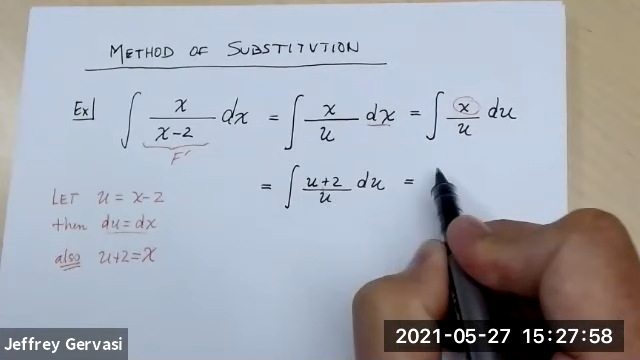 METHOD OF SUBSTITUTION
Ex] ∫ x/(x-2) dx = ∫ x/u dx = ∫ x/u du
F'
= ∫ (u+2)/u du =
LET u = x-2
then du = dx
also u+2 = x
Jeffrey Gervasi
2021-05-27 15:27:58